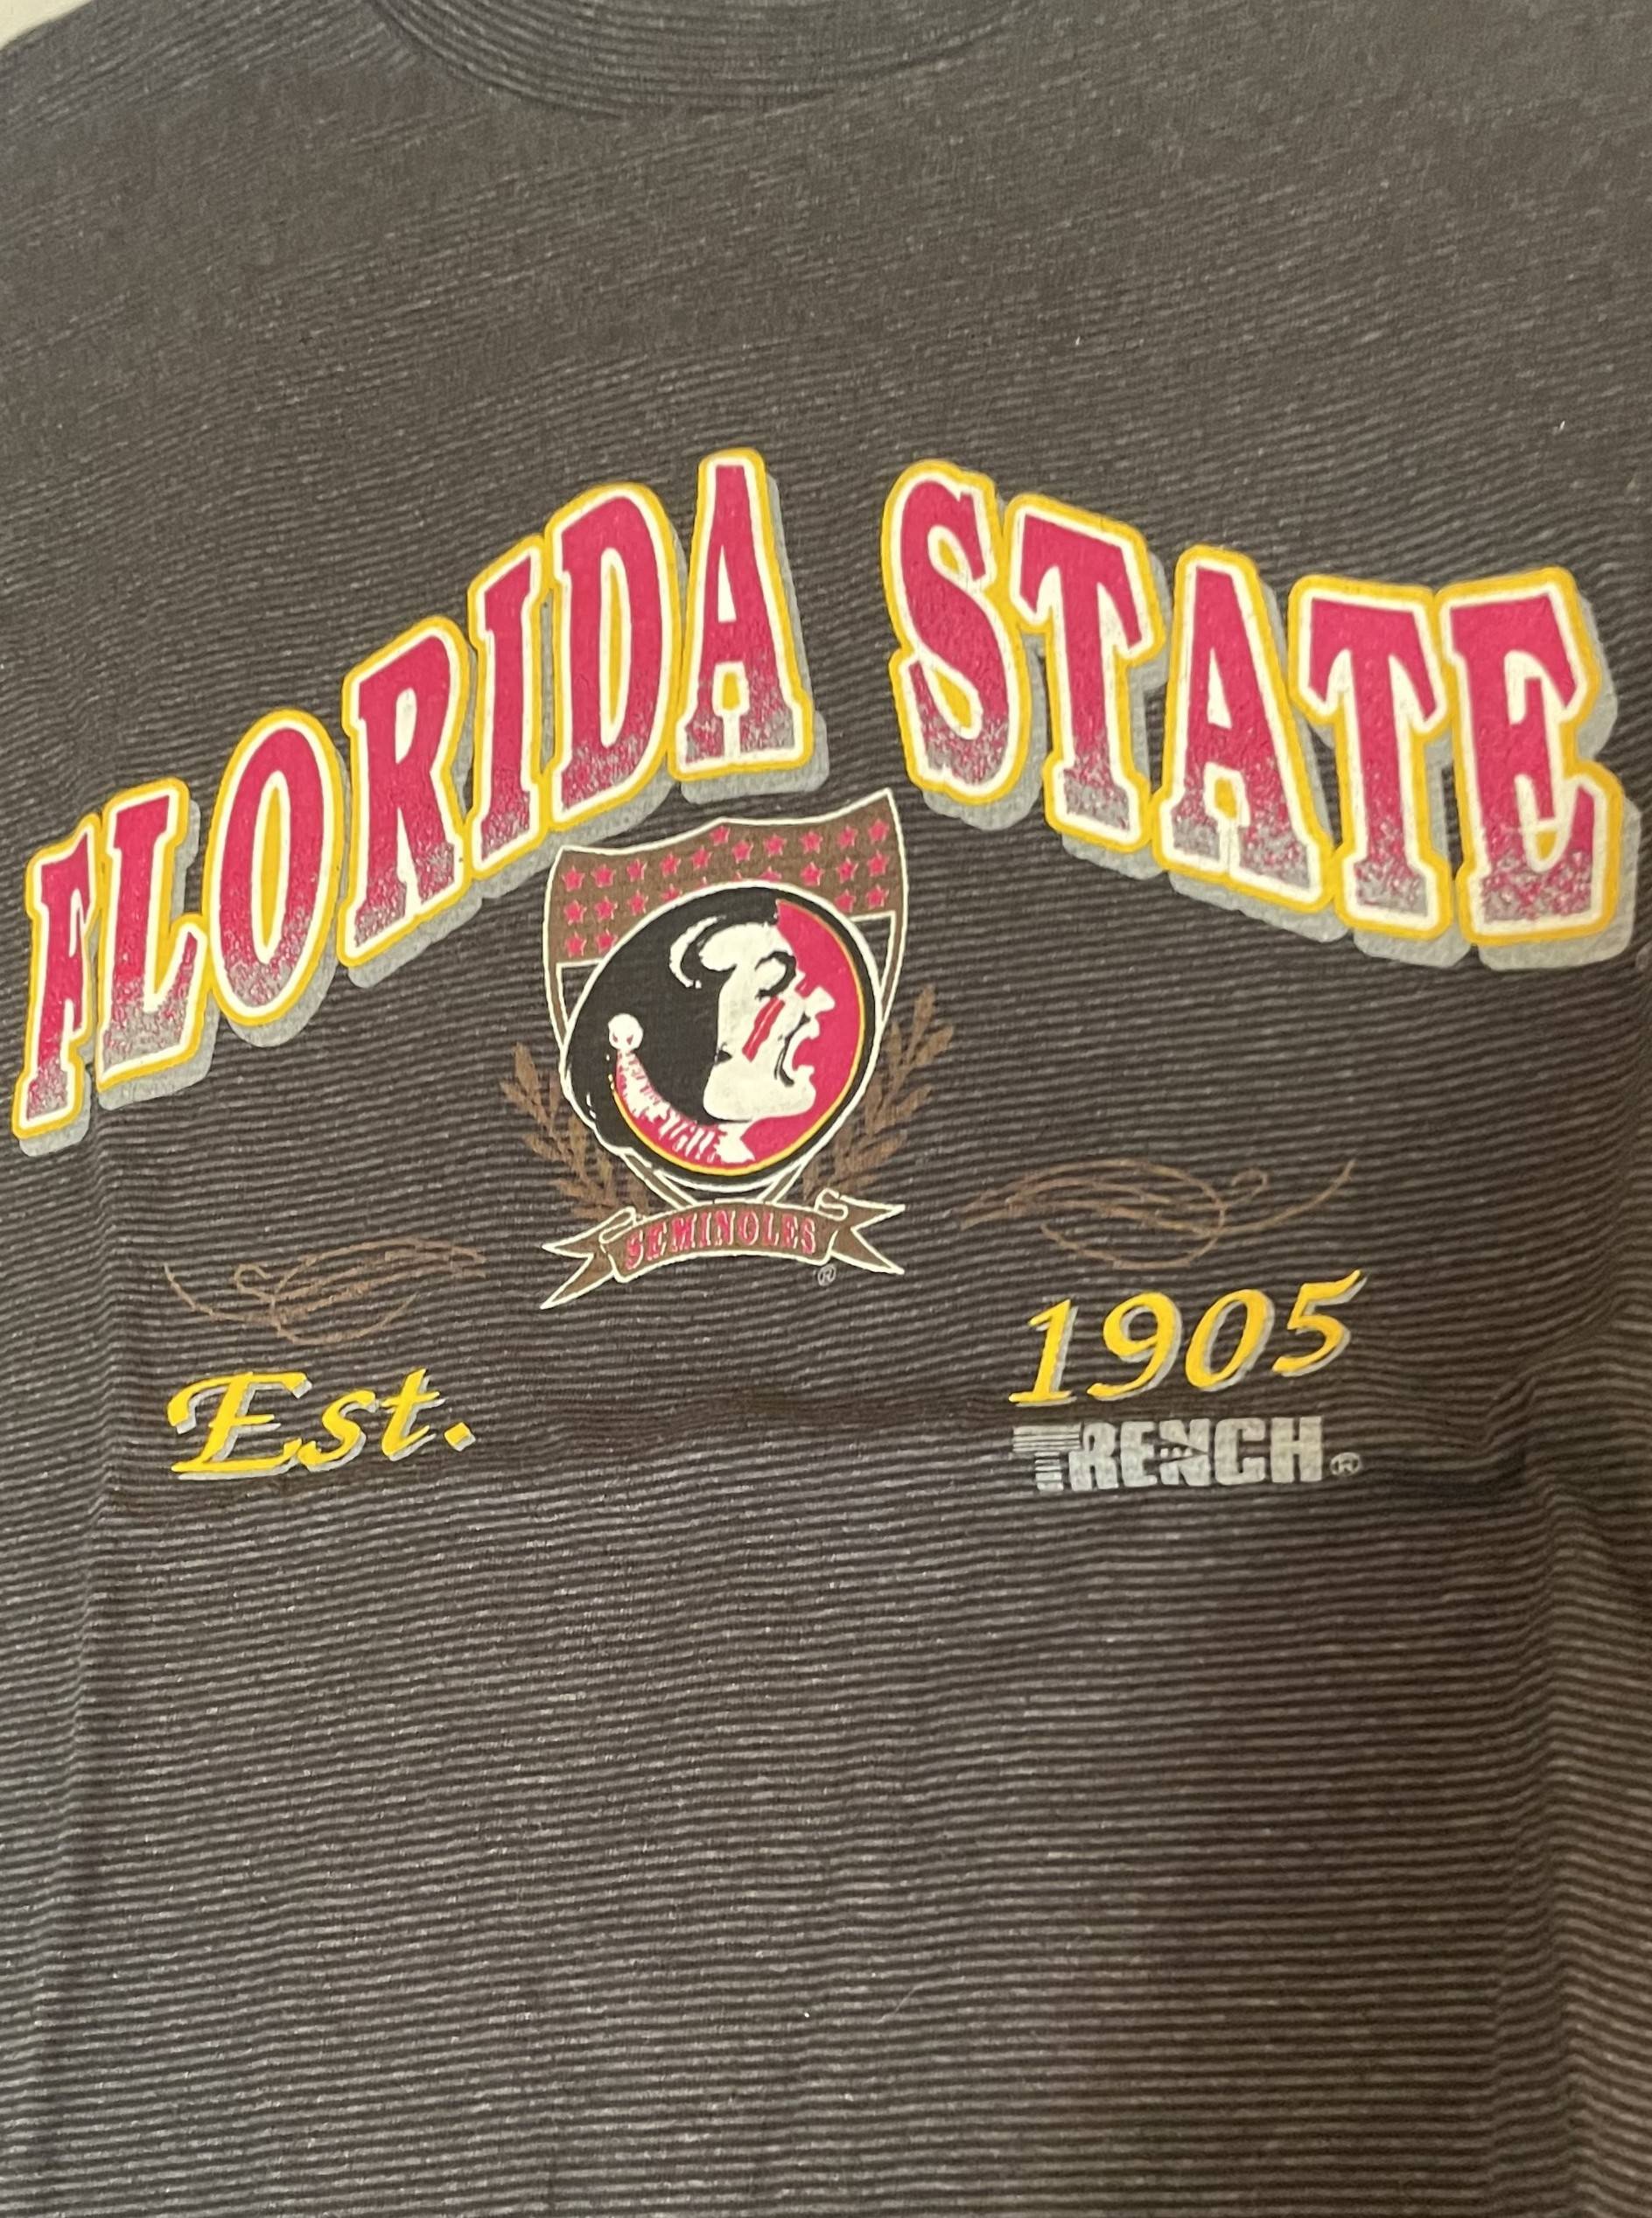 FLORIDA STATE
SEMINOLES
®
Est. 1905
TRENCH®